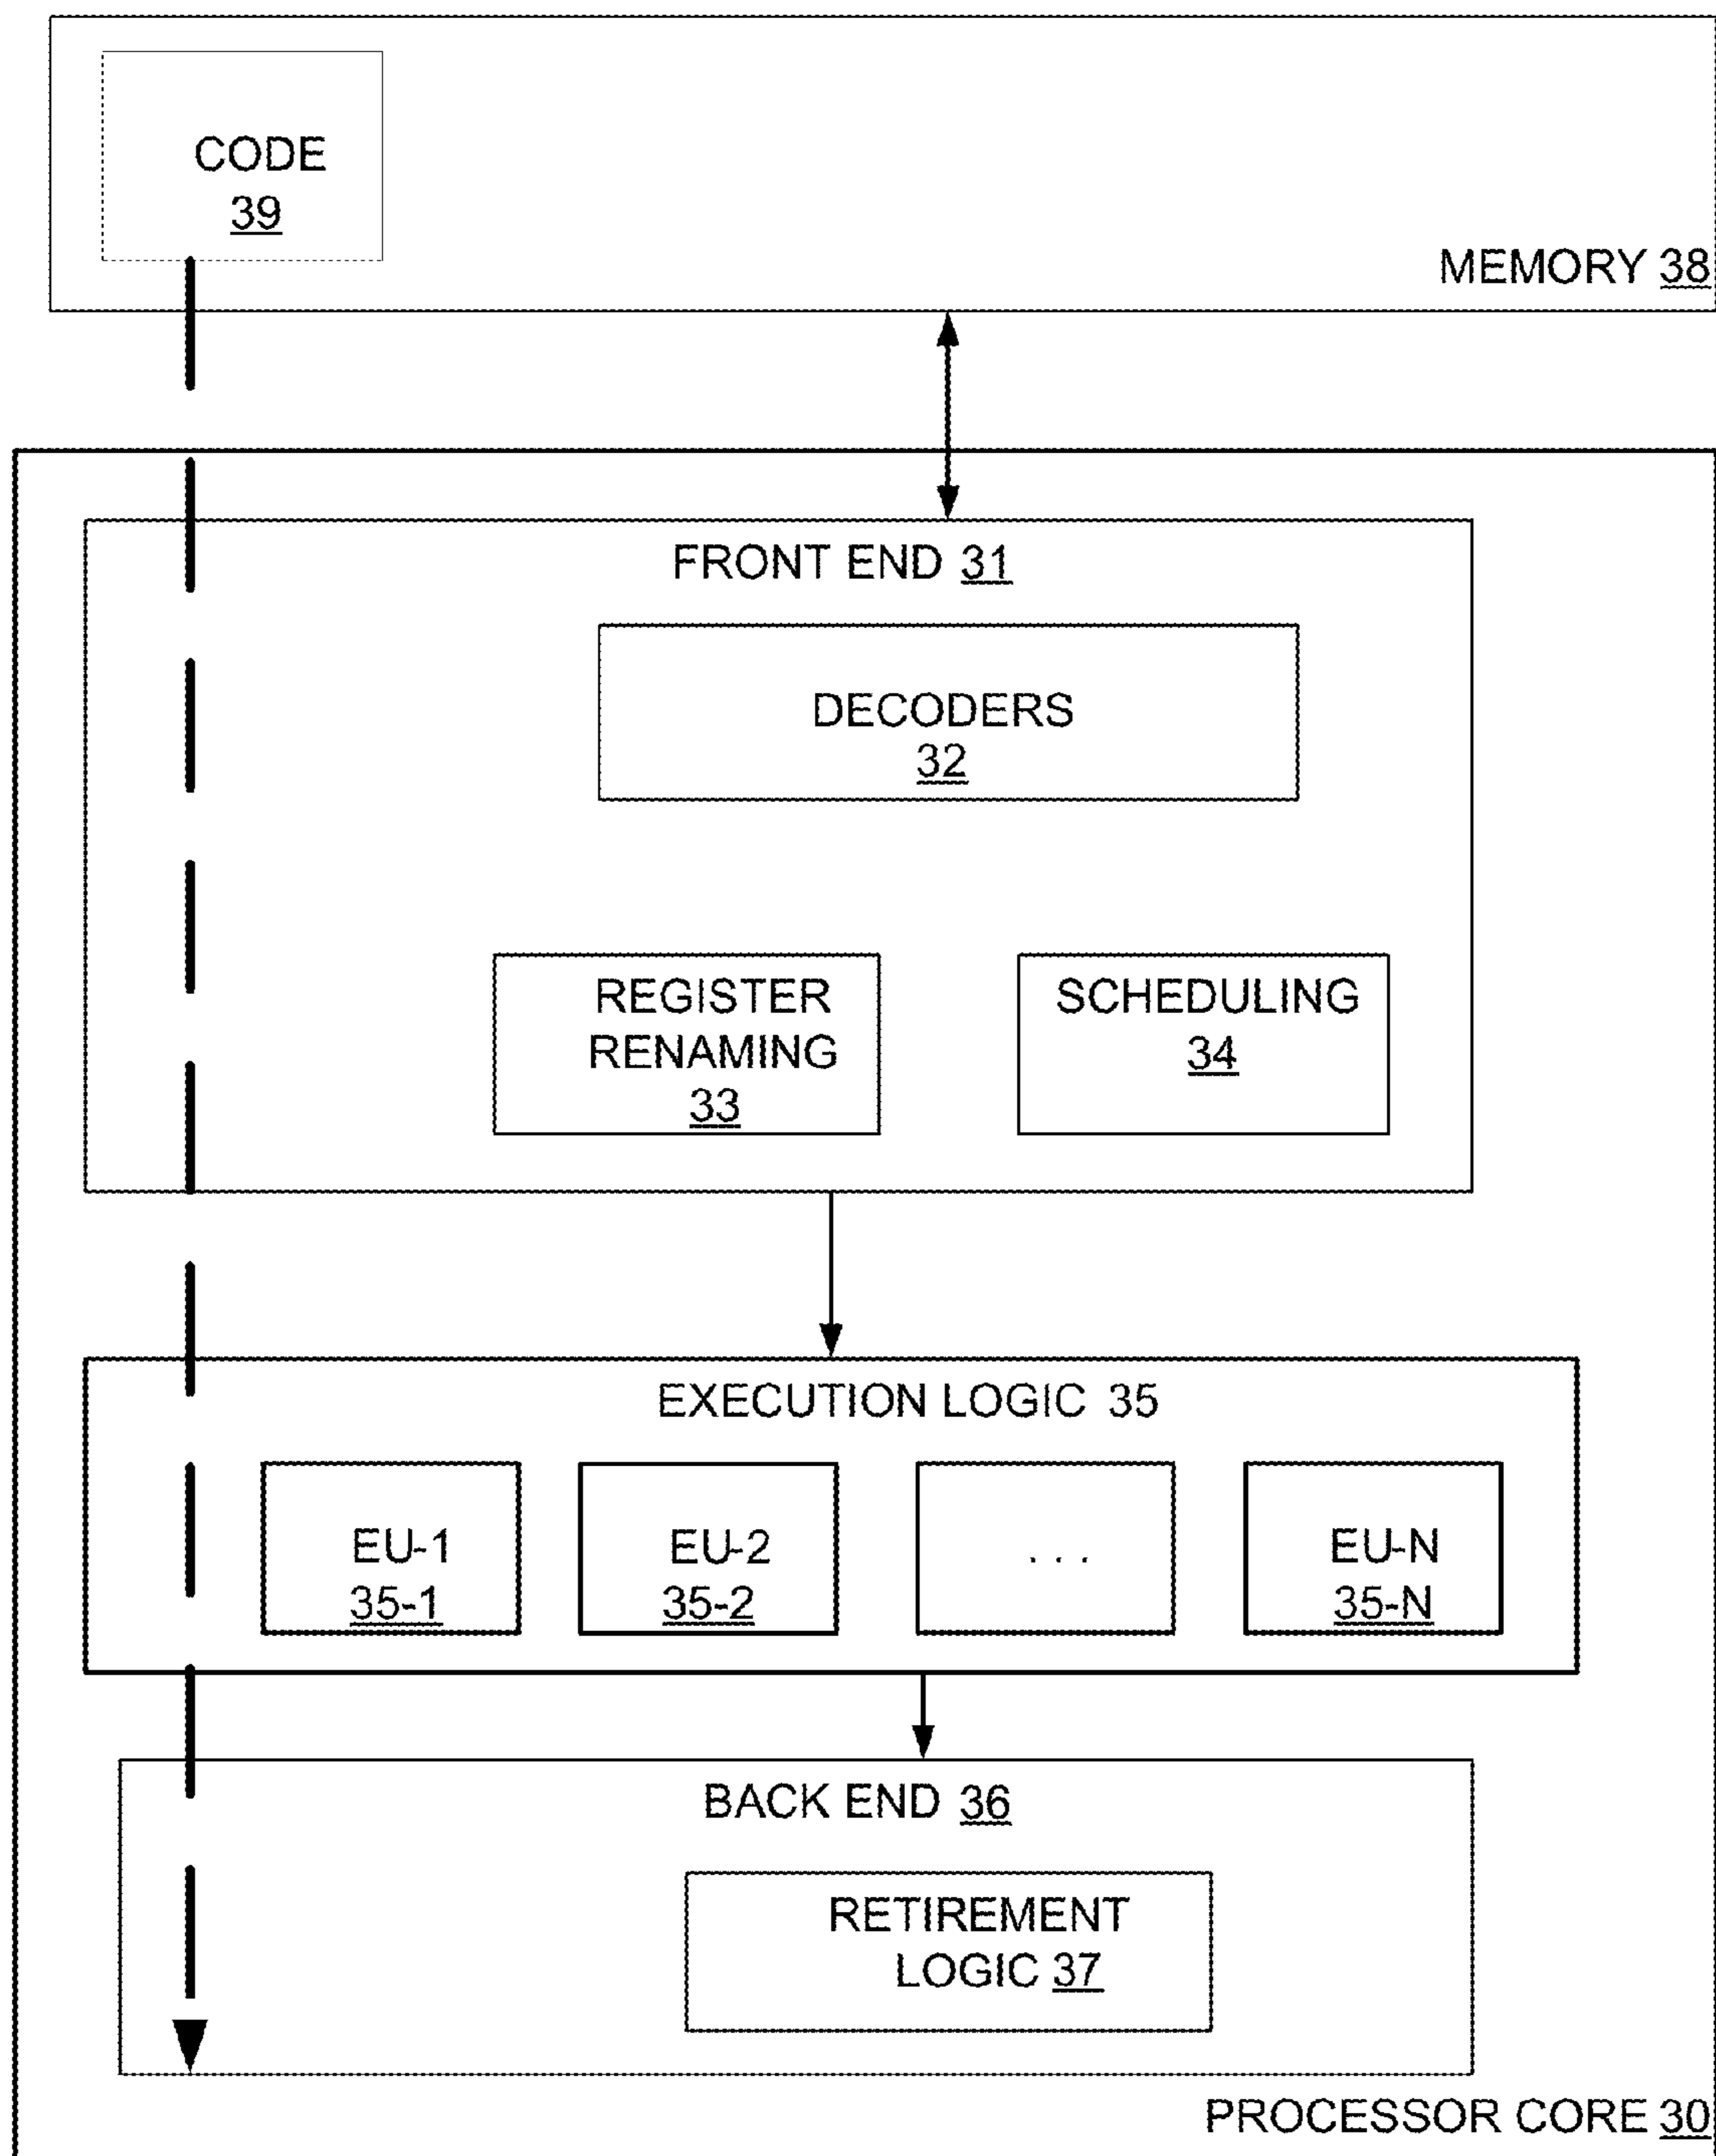 CODE
39
MEMORY 38
FRONT END 31
DECODERS
32
REGISTER
RENAMING
33
SCHEDULING
34
EXECUTION LOGIC 35
EU-1
35-1
EU-2
35-2
. . .
EU-N
35-N
BACK END 36
RETIREMENT
LOGIC 37
PROCESSOR CORE 30